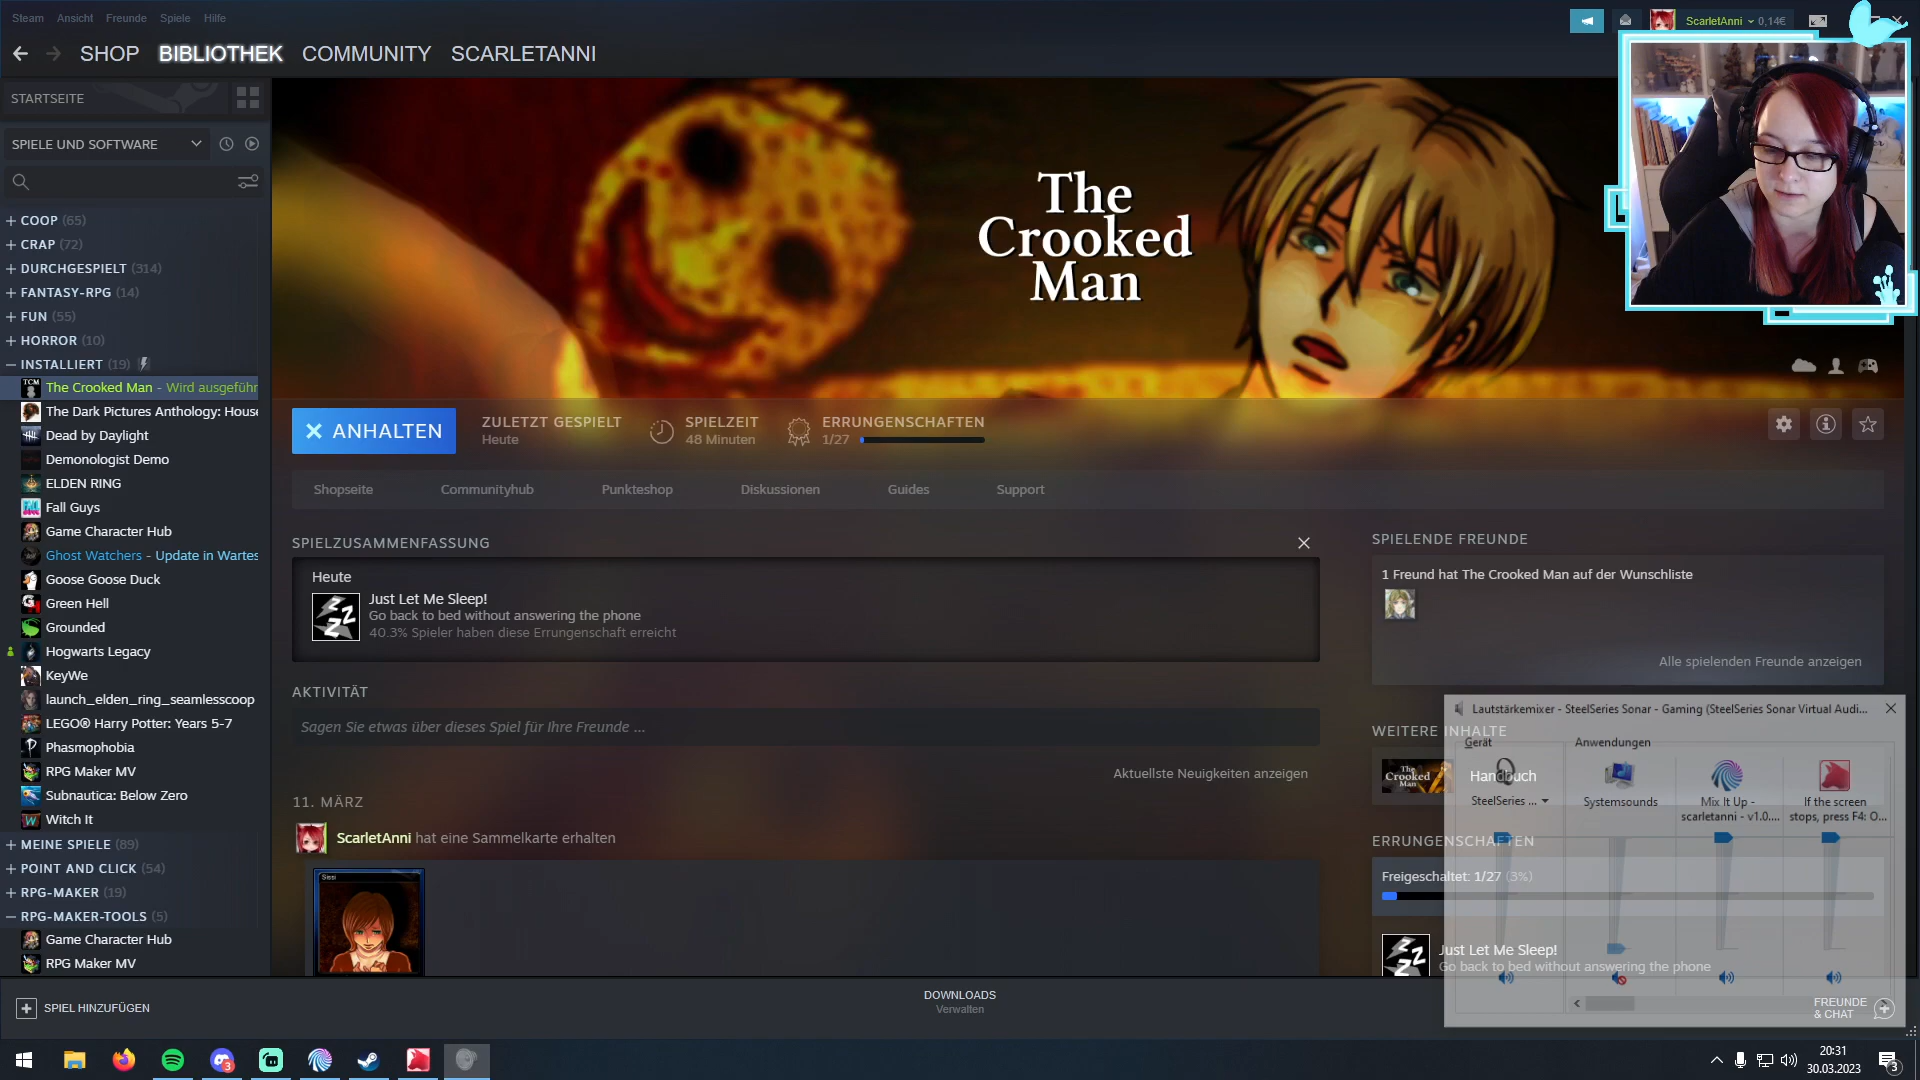 Steam Ansicht Freunde Spiele Hilfe
ScarletAnni 0,14€
SHOP BIBLIOTHEK COMMUNITY SCARLETANNI
STARTSEITE
SPIELE UND SOFTWARE
COOP (65)
CRAP (72)
DURCHGESPIELT (314)
FANTASY-RPG (14)
FUN (55)
HORROR (10)
INSTALLIERT (19)
TCM
The Crooked Man - Wird ausgeführ
The Dark Pictures Anthology: House
Dead by Daylight
Demonologist Demo
ELDEN RING
Fall Guys
Game Character Hub
Ghost Watchers - Update in Wartes
Goose Goose Duck
Green Hell
Grounded
Hogwarts Legacy
KeyWe
launch_elden_ring_seamlesscoop
LEGO® Harry Potter: Years 5-7
Phasmophobia
RPG Maker MV
Subnautica: Below Zero
Witch It
MEINE SPIELE (89)
POINT AND CLICK (54)
RPG-MAKER (19)
RPG-MAKER-TOOLS (5)
Game Character Hub
RPG Maker MV
SPIEL HINZUFÜGEN
The
Crooked
Man
ANHALTEN
ZULETZT GESPIELT
Heute
SPIELZEIT
48 Minuten
ERRUNGENSCHAFTEN
1/27
Shopseite Communityhub Punkteshop Diskussionen Guides Support
SPIELZUSAMMENFASSUNG
Heute
Just Let Me Sleep!
Go back to bed without answering the phone
40.3% Spieler haben diese Errungenschaft erreicht
AKTIVITÄT
Sagen Sie etwas über dieses Spiel für Ihre Freunde ...
Aktuellste Neuigkeiten anzeigen
11. MÄRZ
ScarletAnni hat eine Sammelkarte erhalten
Sissi
SPIELENDE FREUNDE
1 Freund hat The Crooked Man auf der Wunschliste
Alle spielenden Freunde anzeigen
WEITERE INHALTE
The
Crooked
Man
Handbuch
ERRUNGENSCHAFTEN
Freigeschaltet: 1/27 (3%)
Just Let Me Sleep!
Go back to bed without answering the phone
Lautstärkemixer - SteelSeries Sonar - Gaming (SteelSeries Sonar Virtual Audi...
Gerät
Anwendungen
SteelSeries ...
Systemsounds
Mix It Up -
scarletanni - v1.0....
If the screen
stops, press F4: O...
DOWNLOADS
Verwalten
FREUNDE
& CHAT
3
20:31
30.03.2023
3